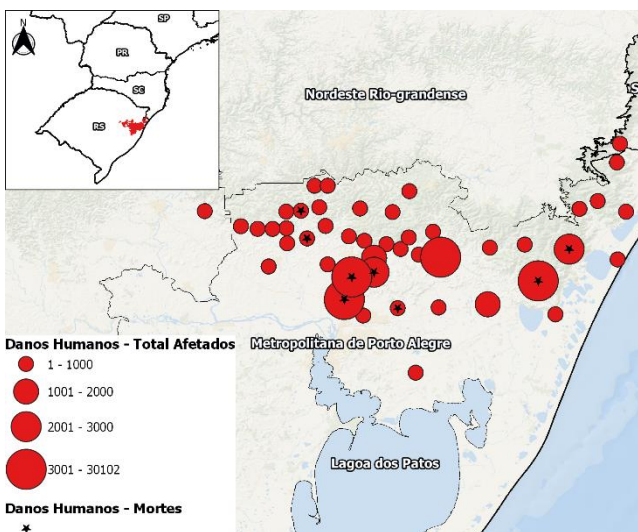 N
SP
PR
SC
RS
Nordeste Rio-grandense
S
Danos Humanos - Total Afetados
1 - 1000
1001 - 2000
2001 - 3000
3001 - 30102
Metropolitana de Porto Alegre
Lagoa dos Patos
Danos Humanos - Mortes